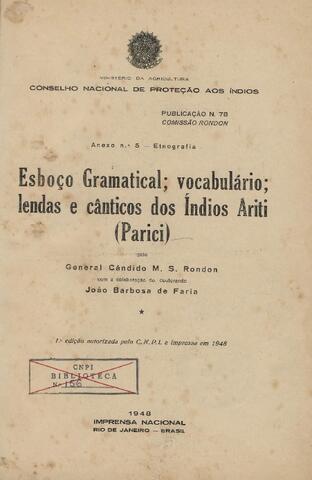 MINISTÉRIO DA AGRICULTURA
CONSELHO NACIONAL DE PROTEÇÃO AOS ÍNDIOS
PUBLICAÇÃO N. 78
COMISSÃO RONDON
Anexo n.º 5 — Etnografia
Esboço Gramatical; vocabulário;
lendas e cânticos dos Índios Ariti
(Parici)
pelo
General Cândido M. S. Rondon
com a colaboração do doutorando
João Barbosa de Faria
1.ª edição autorizada pelo C.N.P.I. e impressa em 1948
CNPI
BIBLIOTECA
N.º 156
1948
IMPRENSA NACIONAL
RIO DE JANEIRO — BRASIL